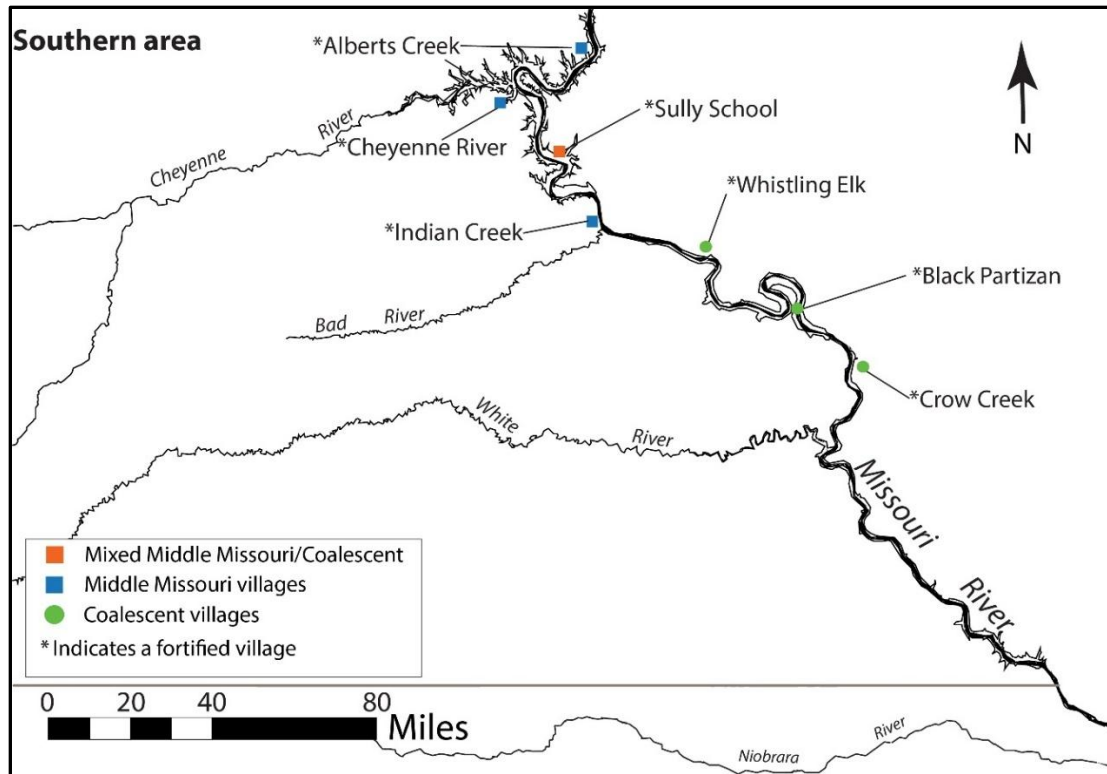 Southern area
*Alberts Creek
N
*Sully School
Cheyenne River
*Cheyenne River
*Whistling Elk
*Indian Creek
*Black Partizan
Bad River
*Crow Creek
White River
Missouri River
Mixed Middle Missouri/Coalescent
Middle Missouri villages
Coalescent villages
* Indicates a fortified village
0 20 40 80 Miles
Niobrara River